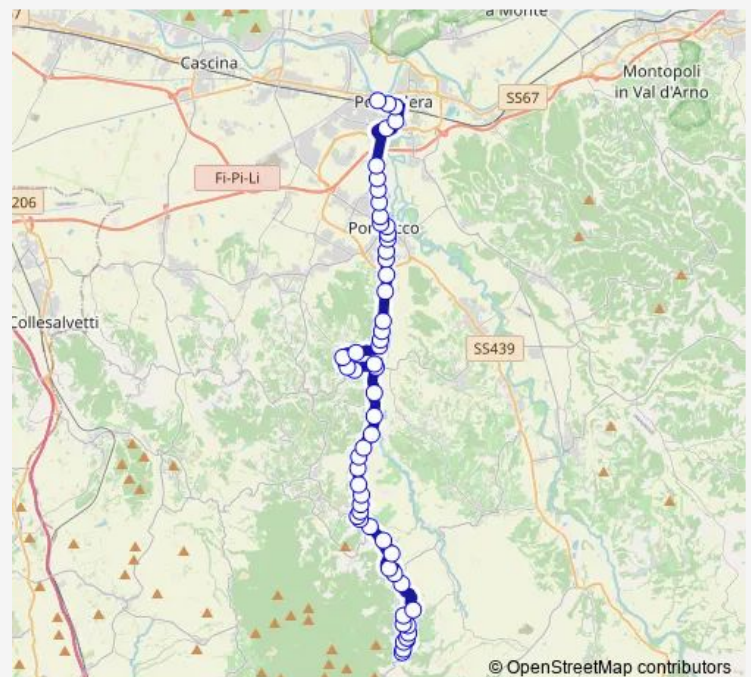 a Monte
Cascina
SS67
Montopoli
in Val d'Arno
Fi-Pi-Li
206
Collesalvetti
SS439
© OpenStreetMap contributors